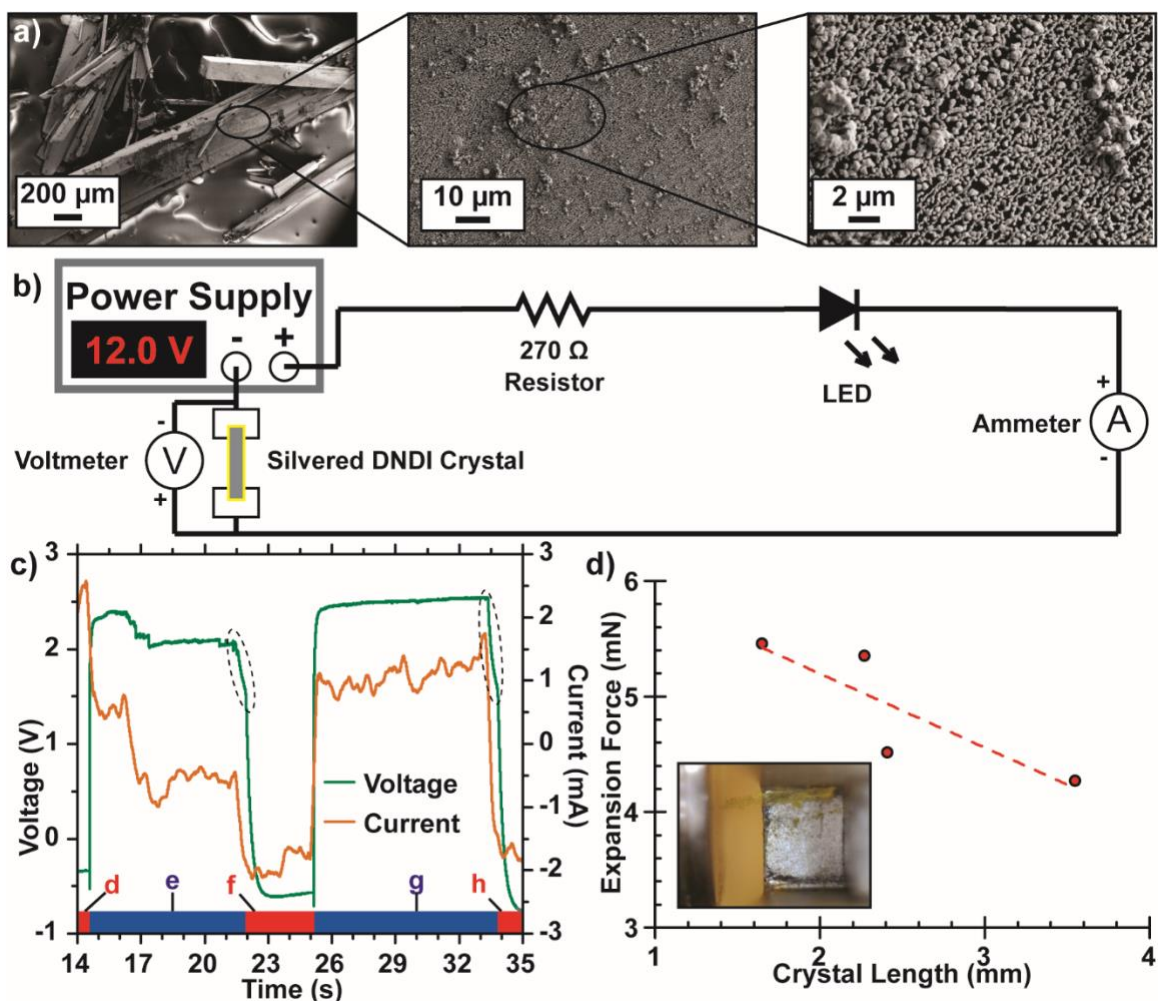 a)
200 µm
10 µm
2 µm
b)
Power Supply
12.0 V
- +
270 Ω
Resistor
LED
+
Ammeter
A
-
-
Voltmeter
V
+
Silvered DNDI Crystal
c)
3
2
1
0
-1
Voltage (V)
3
2
1
0
-1
-2
-3
Current (mA)
Voltage
Current
d
e
f
g
h
14 17 21 23 26 29 32 35
Time (s)
d)
6
5
4
3
Expansion Force (mN)
1 2 3 4
Crystal Length (mm)